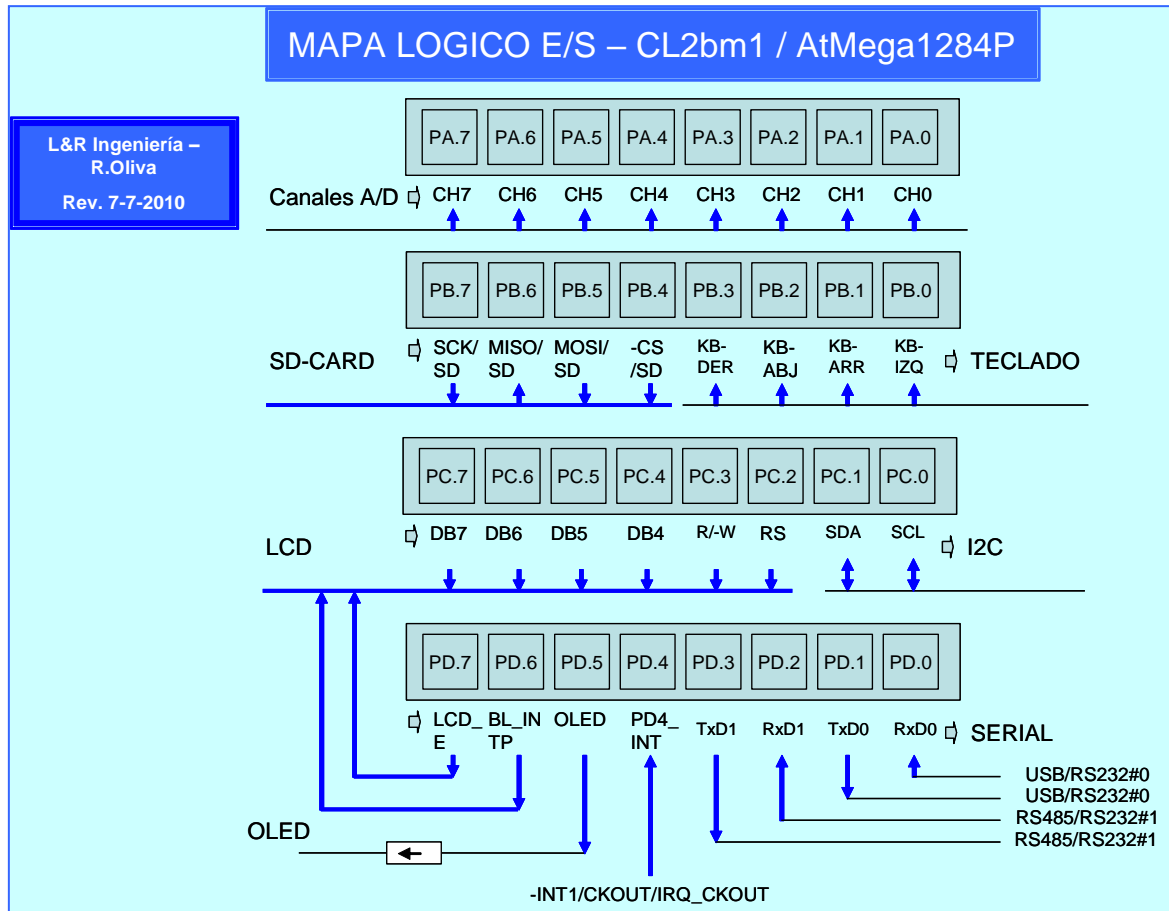 MAPA LOGICO E/S – CL2bm1 / AtMega1284P
L&R Ingeniería –
R.Oliva
Rev. 7-7-2010
PA.7 PA.6 PA.5 PA.4 PA.3 PA.2 PA.1 PA.0
Canales A/D CH7 CH6 CH5 CH4 CH3 CH2 CH1 CH0
PB.7 PB.6 PB.5 PB.4 PB.3 PB.2 PB.1 PB.0
SD-CARD SCK/ MISO/ MOSI/ -CS KB- KB- KB- KB- TECLADO
SD SD SD /SD DER ABJ ARR IZQ
PC.7 PC.6 PC.5 PC.4 PC.3 PC.2 PC.1 PC.0
DB7 DB6 DB5 DB4 R/-W RS SDA SCL
LCD I2C
PD.7 PD.6 PD.5 PD.4 PD.3 PD.2 PD.1 PD.0
LCD_ BL_IN OLED PD4_ TxD1 RxD1 TxD0 RxD0 SERIAL
E TP INT
USB/RS232#0
USB/RS232#0
RS485/RS232#1
OLED
RS485/RS232#1
-INT1/CKOUT/IRQ_CKOUT